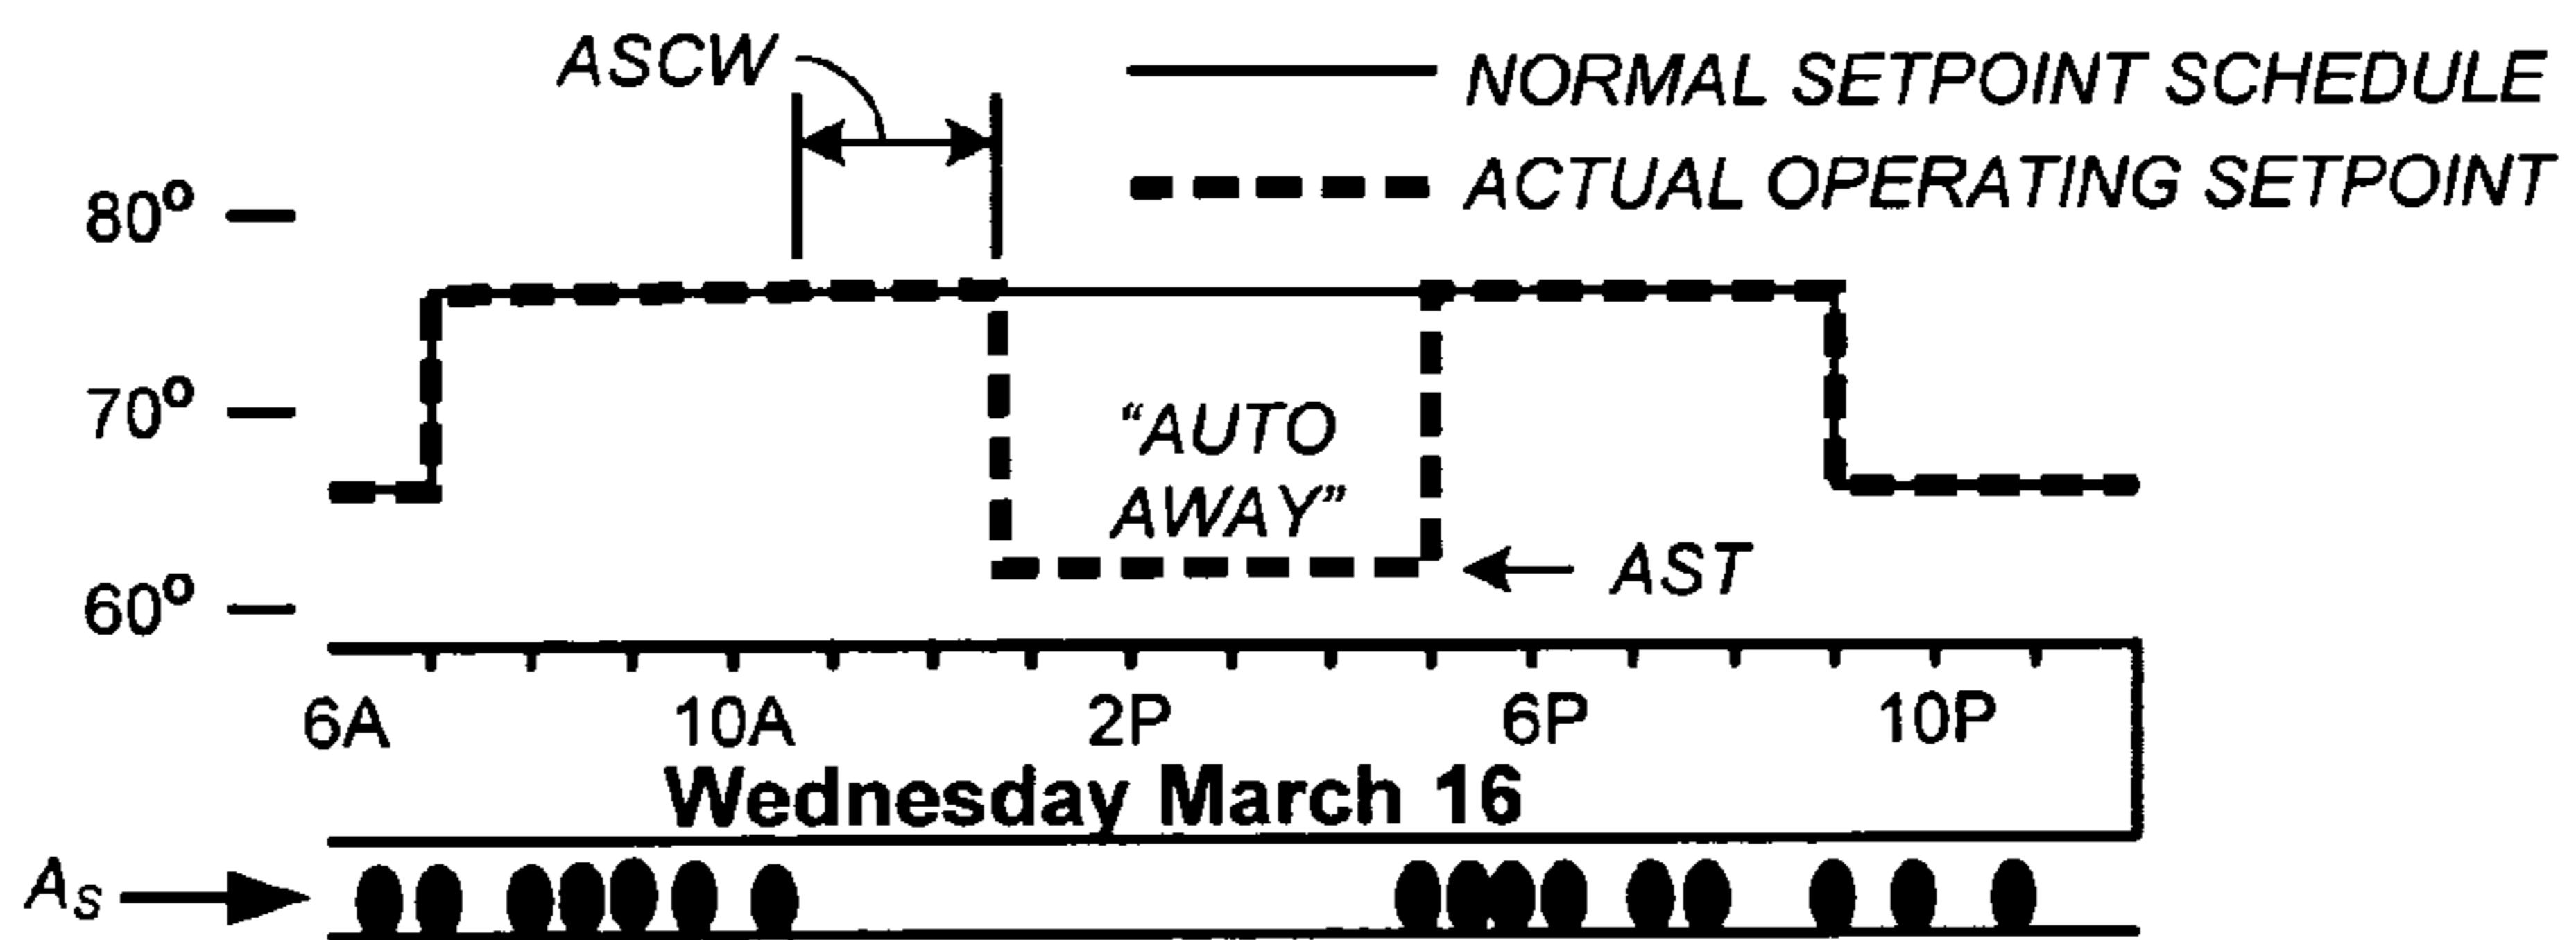 ASCW
NORMAL SETPOINT SCHEDULE
ACTUAL OPERATING SETPOINT
80°
70°
60°
"AUTO
AWAY"
AST
6A 10A 2P 6P 10P
Wednesday March 16
As